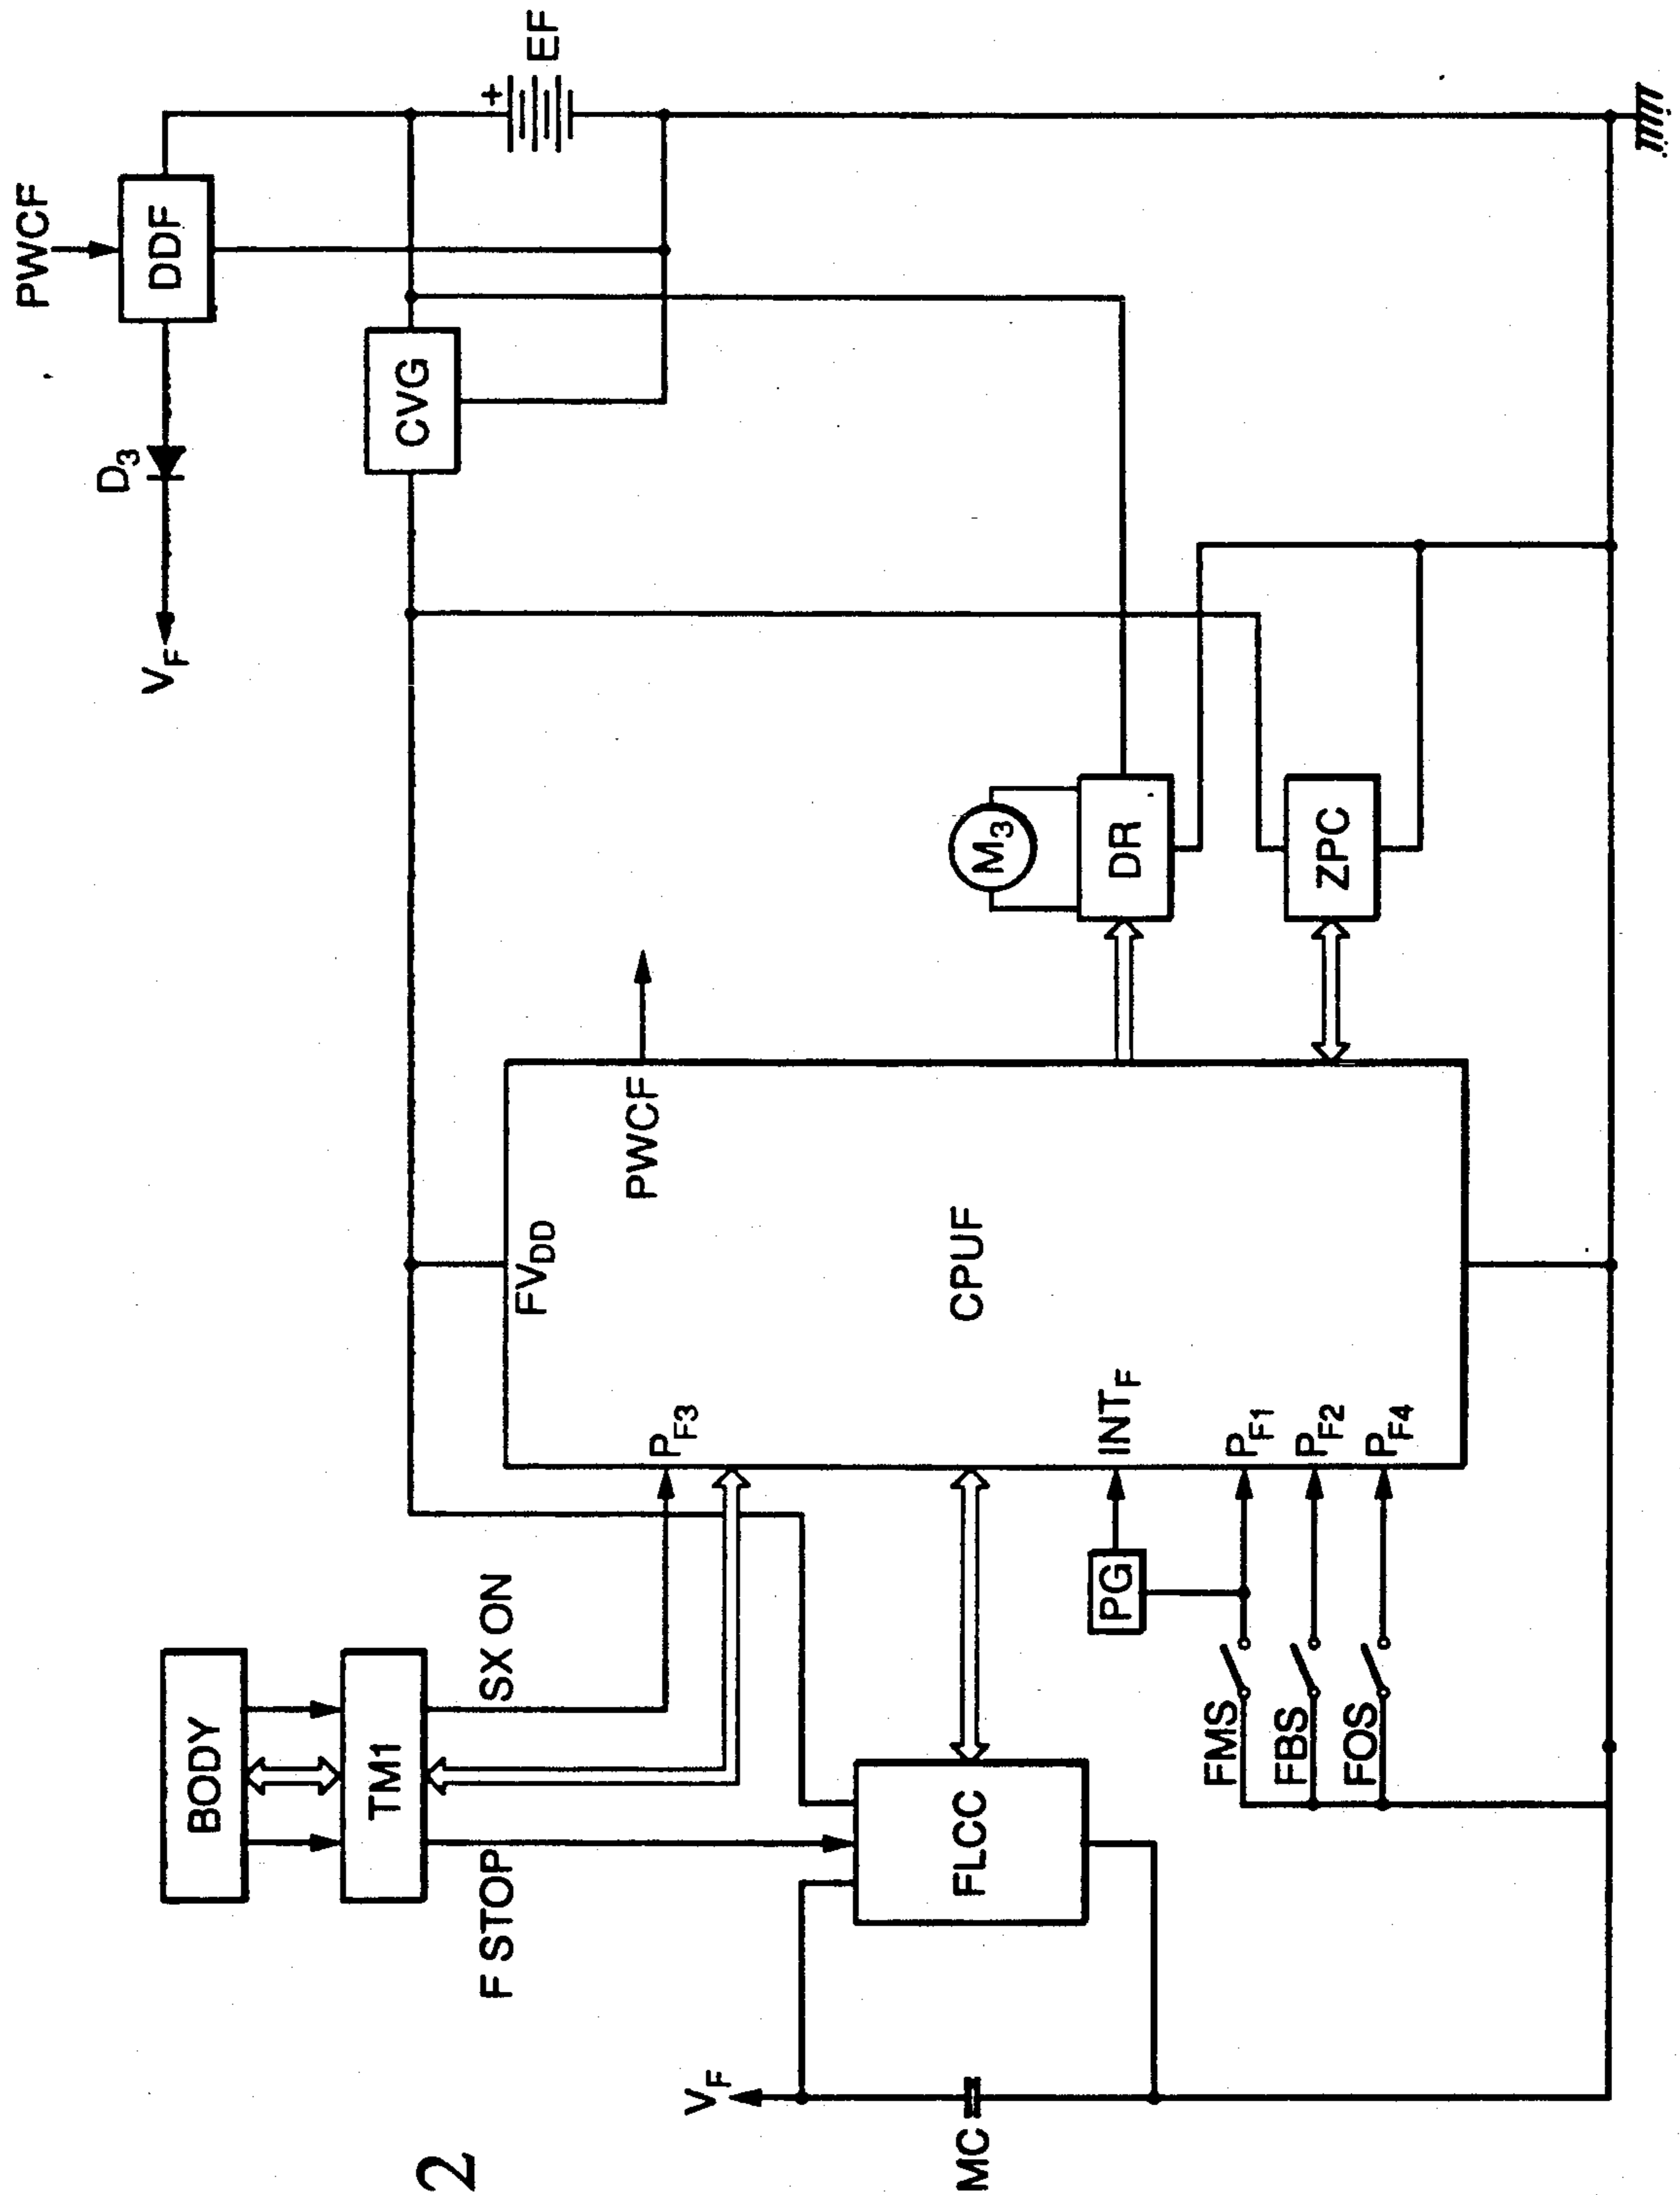 2
BODY
TM1
F STOP
SX ON
VF
MC
FLCC
FMS
FBS
FOS
PG
PF3
INTF
PF1
PF2
PF4
FVDD
CPUF
PWCF
M3
DR
ZPC
VF
D3
CVG
PWCF
DDF
+
EF